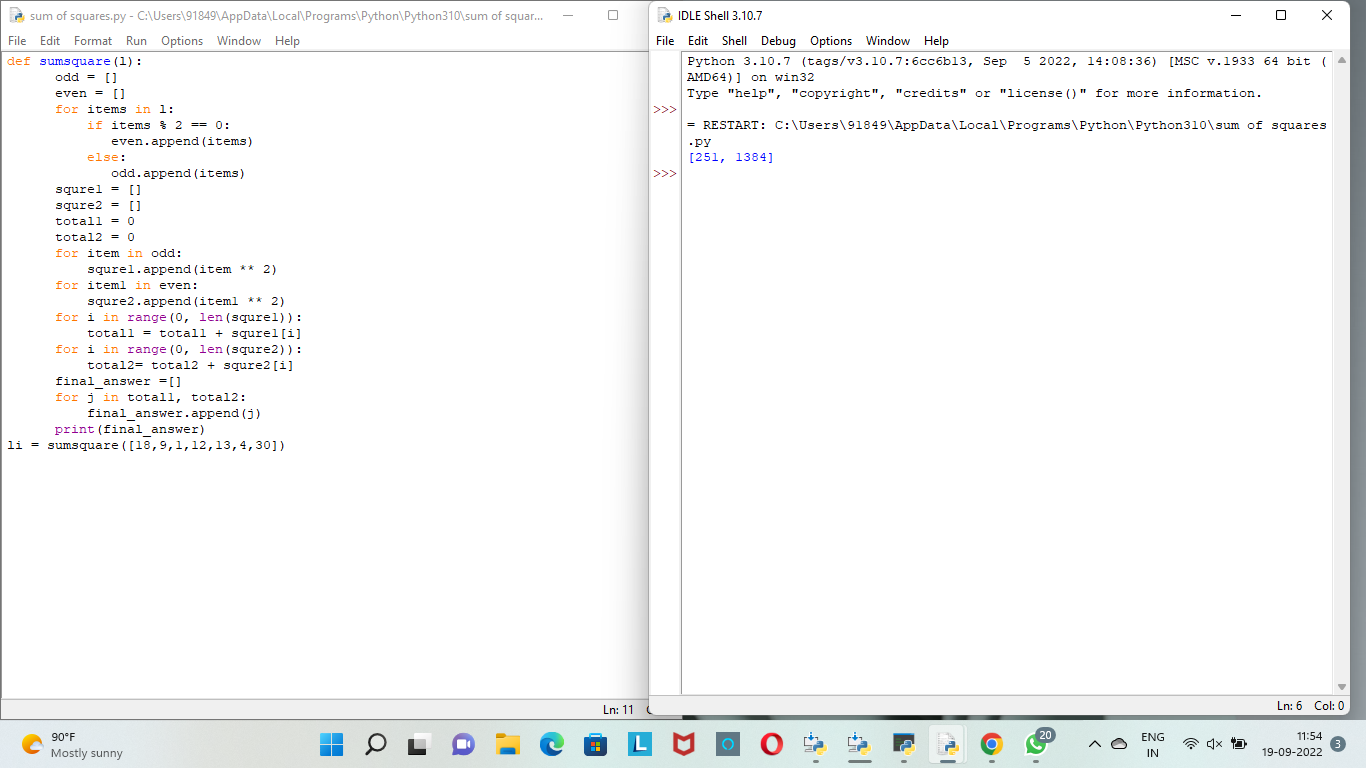 sum of squares.py - C:\Users\91849\AppData\Local\Programs\Python\Python310\sum of squar...
File Edit Format Run Options Window Help
def sumsquare(l):
      odd = []
      even = []
      for items in l:
          if items % 2 == 0:
             even.append(items)
          else:
             odd.append(items)
      squre1 = []
      squre2 = []
      total1 = 0
      total2 = 0
      for item in odd:
          squre1.append(item ** 2)
      for item1 in even:
          squre2.append(item1 ** 2)
      for i in range(0, len(squre1)):
          total1 = total1 + squre1[i]
      for i in range(0, len(squre2)):
          total2= total2 + squre2[i]
      final_answer =[]
      for j in total1, total2:
          final_answer.append(j)
      print(final_answer)
li = sumsquare([18,9,1,12,13,4,30])
Ln: 11
IDLE Shell 3.10.7
File Edit Shell Debug Options Window Help
Python 3.10.7 (tags/v3.10.7:6cc6b13, Sep  5 2022, 14:08:36) [MSC v.1933 64 bit (
AMD64)] on win32
Type "help", "copyright", "credits" or "license()" for more information.
>>>
= RESTART: C:\Users\91849\AppData\Local\Programs\Python\Python310\sum of squares
.py
[251, 1384]
>>>
Ln: 6 Col: 0
90°F
Mostly sunny
L
20
ENG
IN
11:54
19-09-2022
3